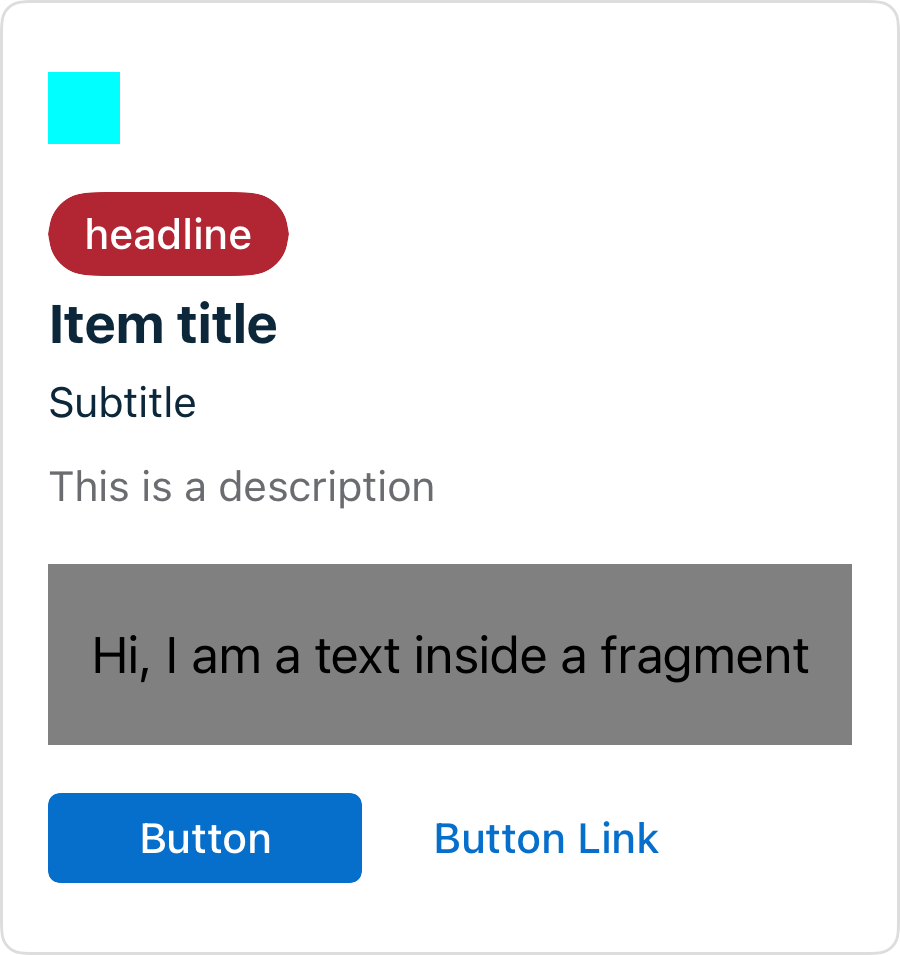 headline
Item title
Subtitle
This is a description
Hi, I am a text inside a fragment
Button
Button Link